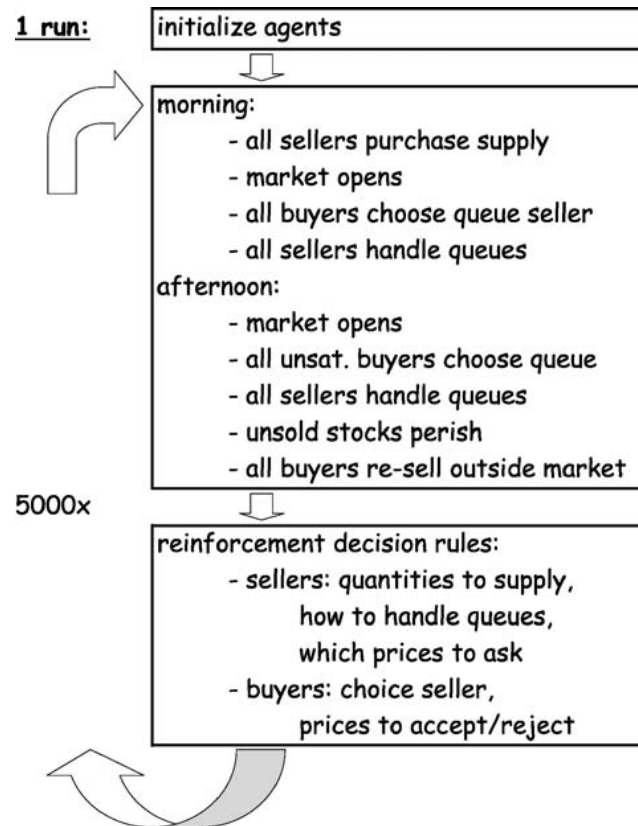 1 run:
initialize agents
morning:
- all sellers purchase supply
- market opens
- all buyers choose queue seller
- all sellers handle queues
afternoon:
- market opens
- all unsat. buyers choose queue
- all sellers handle queues
- unsold stocks perish
- all buyers re-sell outside market
5000x
reinforcement decision rules:
- sellers: quantities to supply,
how to handle queues,
which prices to ask
- buyers: choice seller,
prices to accept/reject